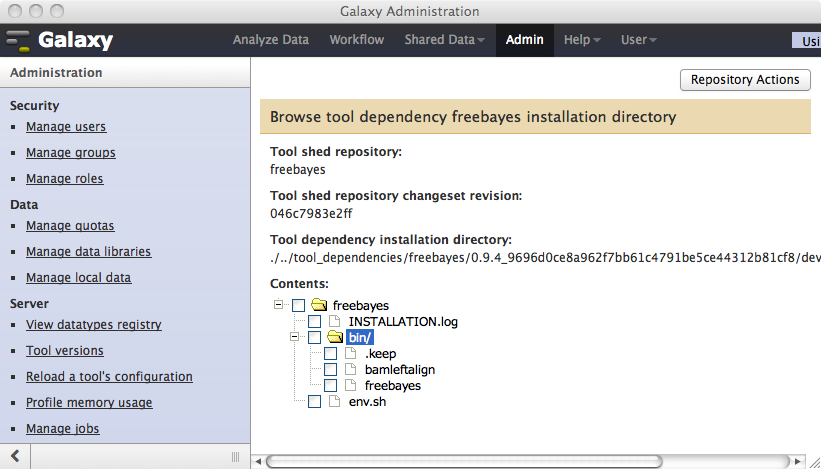 Galaxy Administration
Galaxy
Analyze Data
Workflow
Shared Data
Admin
Help
User
Usi
Administration
Security
Manage users
Manage groups
Manage roles
Data
Manage quotas
Manage data libraries
Manage local data
Server
View datatypes registry
Tool versions
Reload a tool's configuration
Profile memory usage
Manage jobs
Repository Actions
Browse tool dependency freebayes installation directory
Tool shed repository:
freebayes
Tool shed repository changeset revision:
046c7983e2ff
Tool dependency installation directory:
./../tool_dependencies/freebayes/0.9.4_9696d0ce8a962f7bb61c4791be5ce44312b81cf8/dev
Contents:
freebayes
INSTALLATION.log
bin/
.keep
bamleftalign
freebayes
env.sh